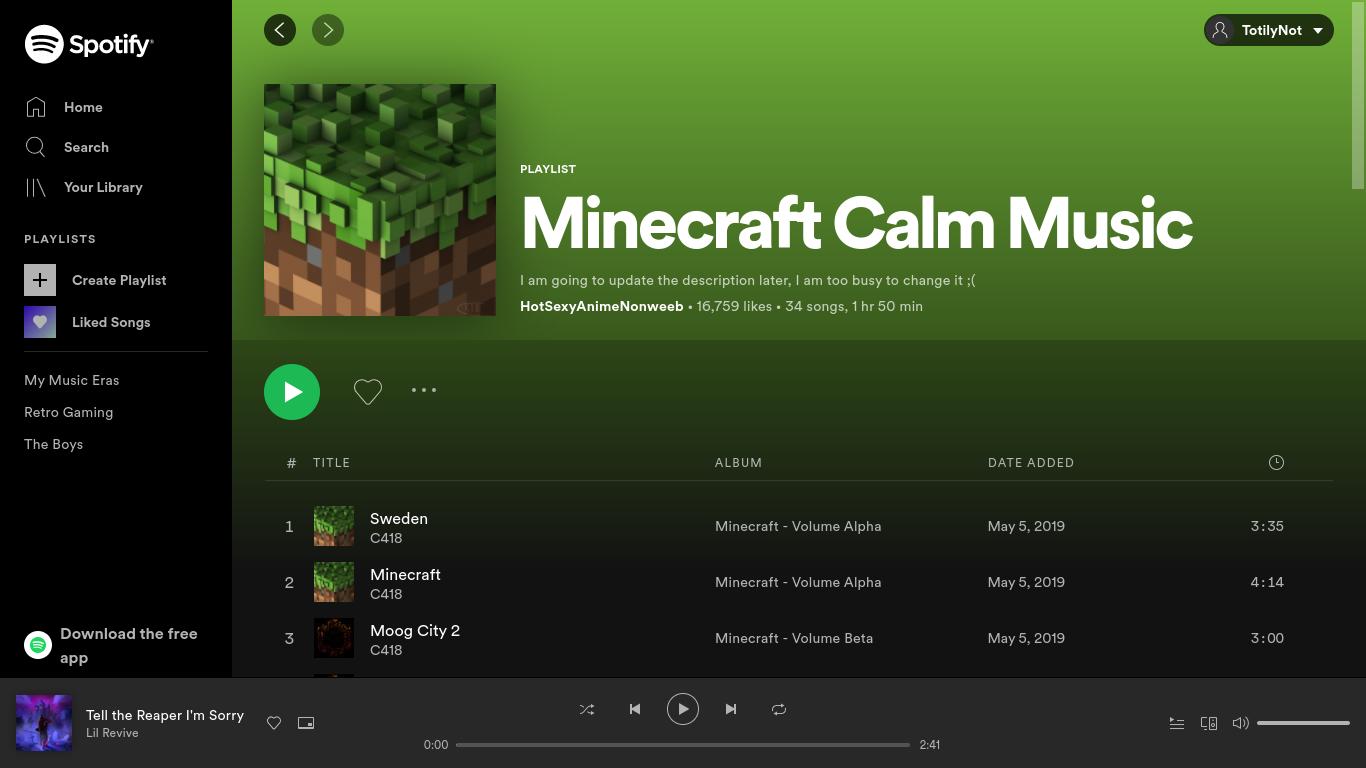 Spotify
Home
Search
Your Library
PLAYLISTS
Create Playlist
Liked Songs
My Music Eras
Retro Gaming
The Boys
Download the free
app
TotilyNot
PLAYLIST
Minecraft Calm Music
I am going to update the description later, I am too busy to change it ;(
HotSexyAnimeNonweeb • 16,759 likes • 34 songs, 1 hr 50 min
# TITLE ALBUM DATE ADDED
1 Sweden Minecraft - Volume Alpha May 5, 2019 3:35
C418
2 Minecraft Minecraft - Volume Alpha May 5, 2019 4:14
C418
3 Moog City 2 Minecraft - Volume Beta May 5, 2019 3:00
C418
Tell the Reaper I'm Sorry
Lil Revive
0:00 2:41